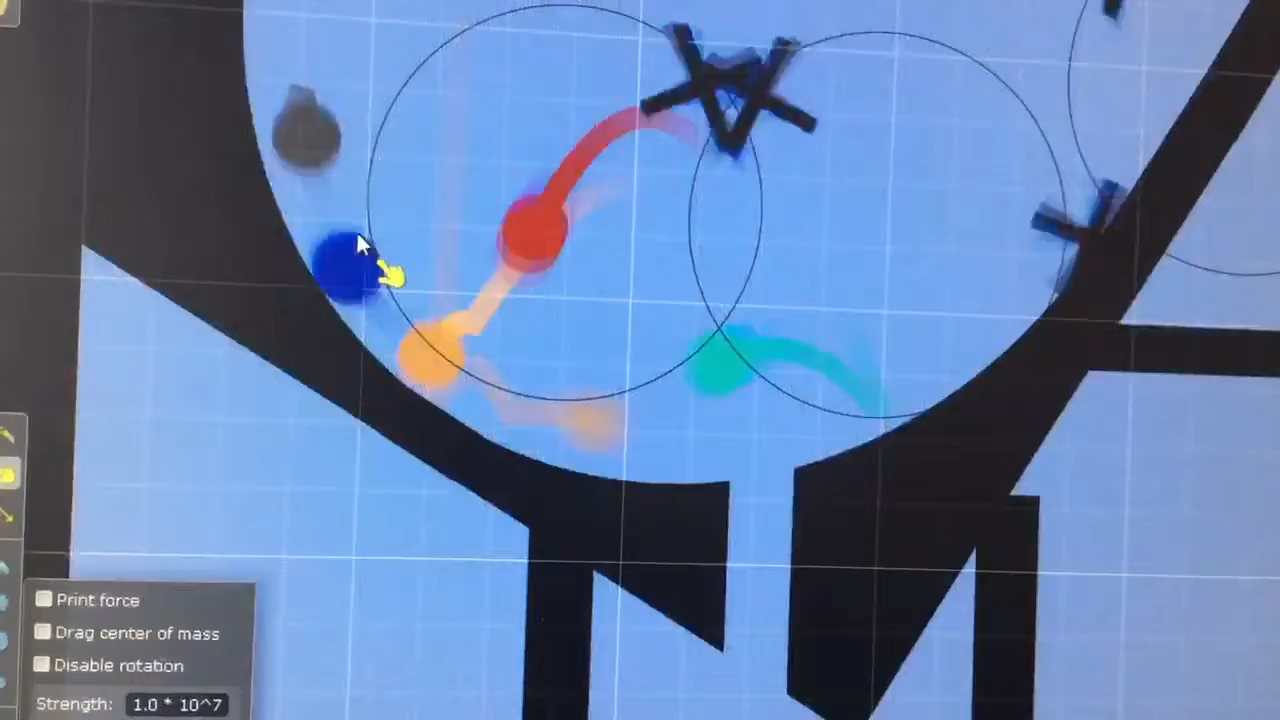 Print force
Drag center of mass
Disable rotation
Strength: 1.0 * 10^7